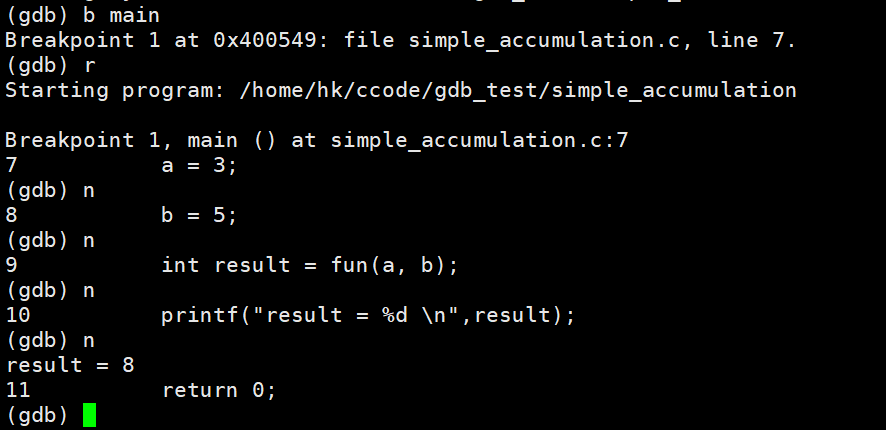 (gdb) b main
Breakpoint 1 at 0x400549: file simple_accumulation.c, line 7.
(gdb) r
Starting program: /home/hk/ccode/gdb_test/simple_accumulation
Breakpoint 1, main () at simple_accumulation.c:7
7           a = 3;
(gdb) n
8           b = 5;
(gdb) n
9           int result = fun(a, b);
(gdb) n
10          printf("result = %d \n",result);
(gdb) n
result = 8
11          return 0;
(gdb)